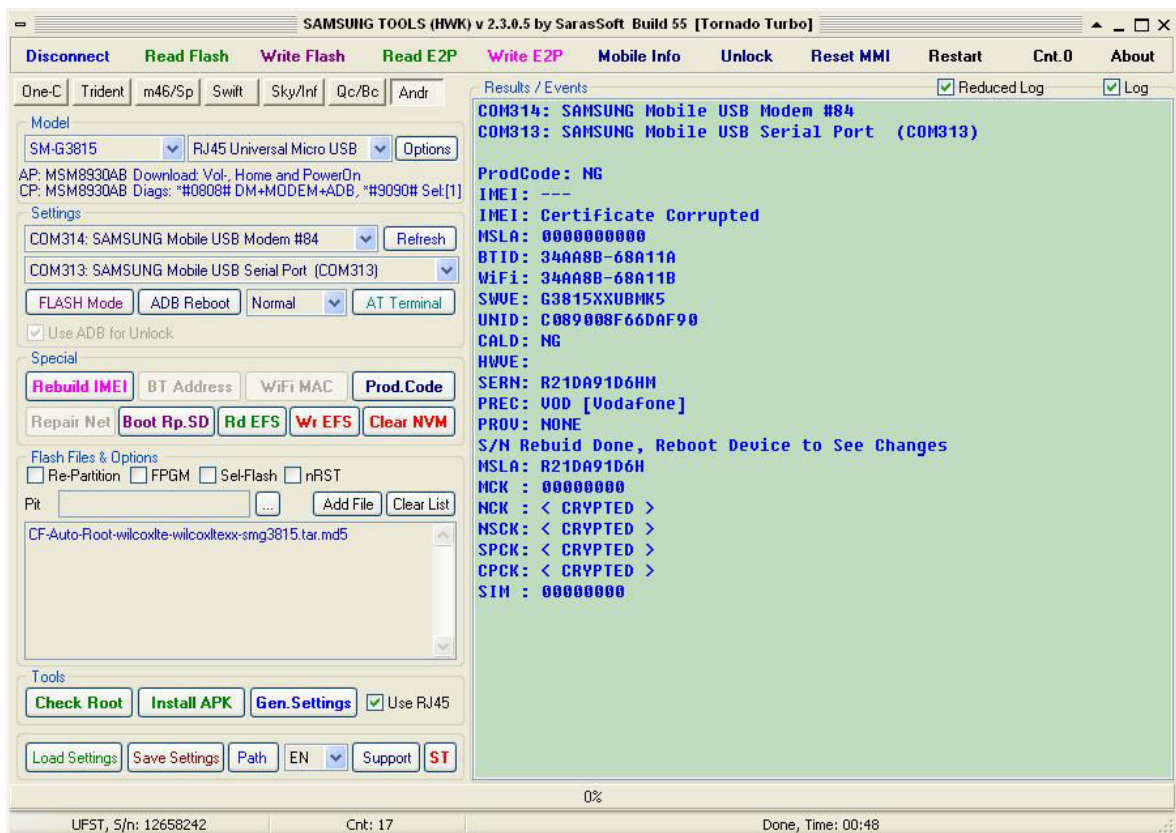 SAMSUNG TOOLS (HWK) v 2.3.0.5 by SarasSoft Build 55 [Tornado Turbo]
Disconnect Read Flash Write Flash Read E2P Write E2P Mobile Info Unlock Reset MMI Restart Cnt.0 About
One-C Trident m46/Sp Swift Sky/Inf Qc/Bc Andr
Model
SM-G3815 RJ45 Universal Micro USB Options
AP: MSM8930AB Download: Vol-, Home and PowerOn
CP: MSM8930AB Diags: *#0808# DM+MODEM+ADB, *#9090# Sel:[1]
Settings
COM314: SAMSUNG Mobile USB Modem #84 Refresh
COM313: SAMSUNG Mobile USB Serial Port (COM313)
FLASH Mode ADB Reboot Normal AT Terminal
Use ADB for Unlock
Special
Rebuild IMEI BT Address WiFi MAC Prod.Code
Repair Net Boot Rp.SD Rd EFS Wr EFS Clear NVM
Flash Files & Options
Re-Partition FPGM Sel-Flash nRST
Pit ... Add File Clear List
CF-Auto-Root-wilcoxlte-wilcoxltexx-smg3815.tar.md5
Tools
Check Root Install APK Gen.Settings Use RJ45
Load Settings Save Settings Path EN Support ST
Results / Events Reduced Log Log
COM314: SAMSUNG Mobile USB Modem #84
COM313: SAMSUNG Mobile USB Serial Port (COM313)
ProdCode: NG
IMEI: ---
IMEI: Certificate Corrupted
MSLA: 0000000000
BTID: 34AA8B-68A11A
WiFi: 34AA8B-68A11B
SWVE: G3815XXUBMK5
UNID: C089008F66DAF90
CALD: NG
HWVE:
SERN: R21DA91D6HM
PREC: VOD [Vodafone]
PROV: NONE
S/N Rebuid Done, Reboot Device to See Changes
MSLA: R21DA91D6H
MCK : 00000000
NCK : < CRYPTED >
NSCK: < CRYPTED >
SPCK: < CRYPTED >
CPCK: < CRYPTED >
SIM : 00000000
0%
UFST, S/n: 12658242 Cnt: 17 Done, Time: 00:48